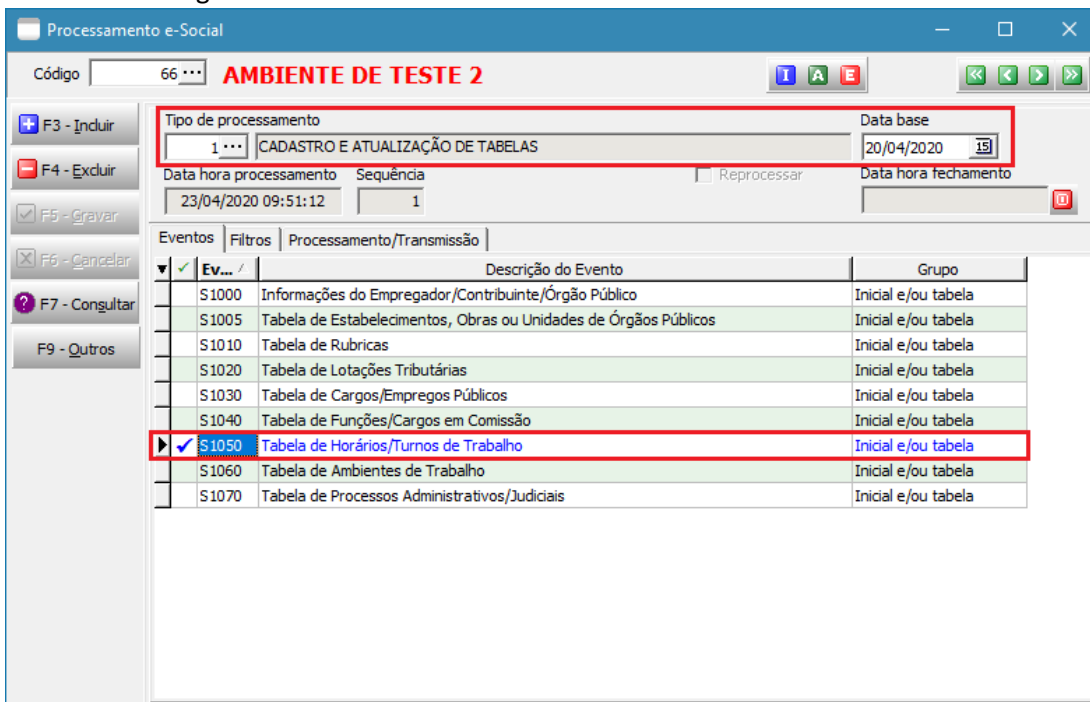 Processamento e-Social
Código 66 ... AMBIENTE DE TESTE 2 I A E
F3 - Incluir
F4 - Excluir
F5 - Gravar
F6 - Cancelar
F7 - Consultar
F9 - Outros
Tipo de processamento Data base
1 ... CADASTRO E ATUALIZAÇÃO DE TABELAS 20/04/2020 15
Data hora processamento Sequência Reprocessar Data hora fechamento
23/04/2020 09:51:12 1
Eventos Filtros Processamento/Transmissão
Ev... Descrição do Evento Grupo
S1000 Informações do Empregador/Contribuinte/Órgão Público Inicial e/ou tabela
S1005 Tabela de Estabelecimentos, Obras ou Unidades de Órgãos Públicos Inicial e/ou tabela
S1010 Tabela de Rubricas Inicial e/ou tabela
S1020 Tabela de Lotações Tributárias Inicial e/ou tabela
S1030 Tabela de Cargos/Empregos Públicos Inicial e/ou tabela
S1040 Tabela de Funções/Cargos em Comissão Inicial e/ou tabela
S1050 Tabela de Horários/Turnos de Trabalho Inicial e/ou tabela
S1060 Tabela de Ambientes de Trabalho Inicial e/ou tabela
S1070 Tabela de Processos Administrativos/Judiciais Inicial e/ou tabela